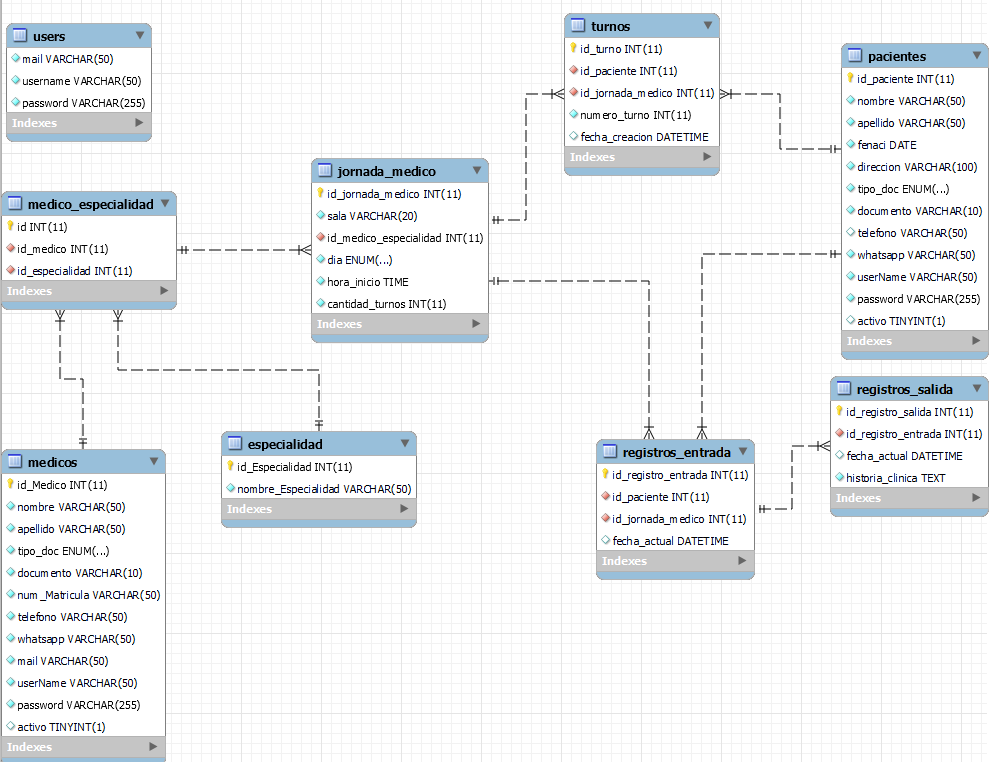 users
mail VARCHAR(50)
username VARCHAR(50)
password VARCHAR(255)
Indexes
medico_especialidad
id INT(11)
id_medico INT(11)
id_especialidad INT(11)
Indexes
medicos
id_Medico INT(11)
nombre VARCHAR(50)
apellido VARCHAR(50)
tipo_doc ENUM(...)
documento VARCHAR(10)
num_Matricula VARCHAR(50)
telefono VARCHAR(50)
whatsapp VARCHAR(50)
mail VARCHAR(50)
userName VARCHAR(50)
password VARCHAR(255)
activo TINYINT(1)
Indexes
jornada_medico
id_jornada_medico INT(11)
sala VARCHAR(20)
id_medico_especialidad INT(11)
dia ENUM(...)
hora_inicio TIME
cantidad_turnos INT(11)
Indexes
especialidad
id_Especialidad INT(11)
nombre_Especialidad VARCHAR(50)
Indexes
turnos
id_turno INT(11)
id_paciente INT(11)
id_jornada_medico INT(11)
numero_turno INT(11)
fecha_creacion DATETIME
Indexes
registros_entrada
id_registro_entrada INT(11)
id_paciente INT(11)
id_jornada_medico INT(11)
fecha_actual DATETIME
Indexes
pacientes
id_paciente INT(11)
nombre VARCHAR(50)
apellido VARCHAR(50)
fenaci DATE
direccion VARCHAR(100)
tipo_doc ENUM(...)
documento VARCHAR(10)
telefono VARCHAR(50)
whatsapp VARCHAR(50)
userName VARCHAR(50)
password VARCHAR(255)
activo TINYINT(1)
Indexes
registros_salida
id_registro_salida INT(11)
id_registro_entrada INT(11)
fecha_actual DATETIME
historia_clinica TEXT
Indexes